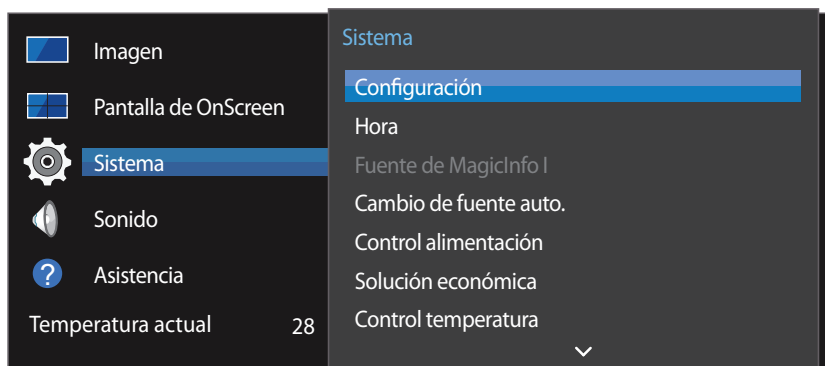 Imagen
Pantalla de OnScreen
Sistema
Sonido
?
Asistencia
Temperatura actual 28
Sistema
Configuración
Hora
Fuente de MagicInfo I
Cambio de fuente auto.
Control alimentación
Solución económica
Control temperatura